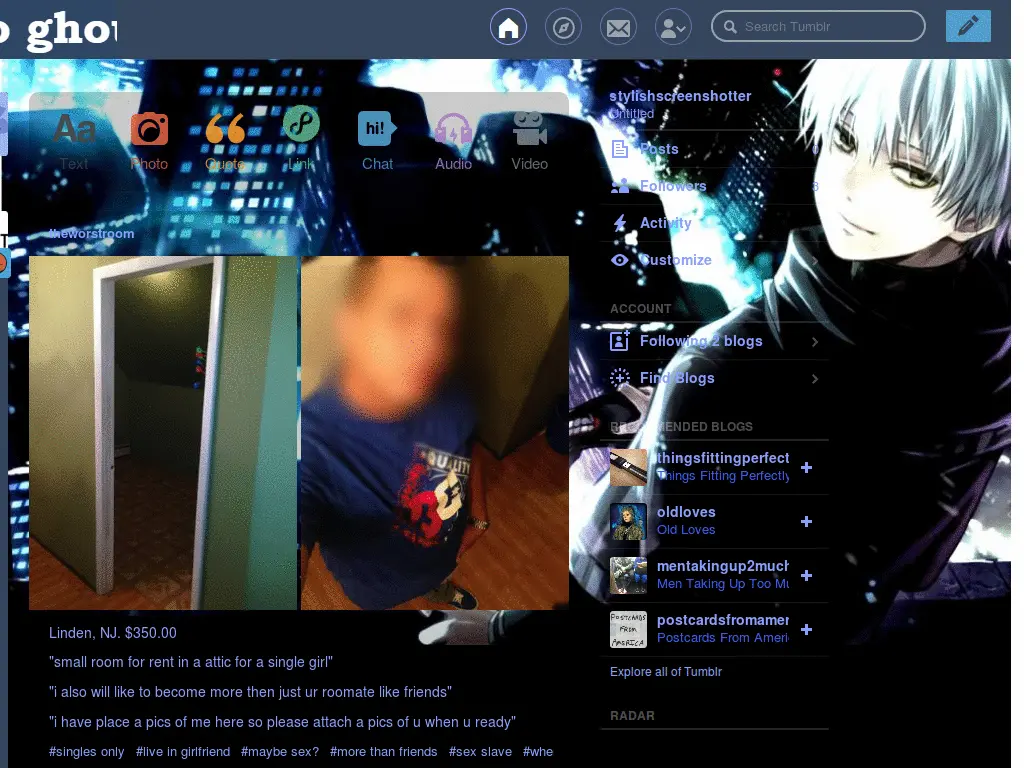 o ghou
Search Tumblr
Aa
hi!
Text
Photo
Quote
Link
Chat
Audio
Video
theworstroom
QUALITY
Linden, NJ. $350.00
"small room for rent in a attic for a single girl"
"i also will like to become more then just ur roomate like friends"
"i have place a pics of me here so please attach a pics of u when u ready"
#singles only #live in girlfriend #maybe sex? #more than friends #sex slave #whe
stylishscreenshotter
Untitled
Posts
Followers 3
Activity
Customize
ACCOUNT
Following 2 blogs
Find Blogs
RECOMMENDED BLOGS
thingsfittingperfect
Things Fitting Perfectly
oldloves
Old Loves
mentakingup2much
Men Taking Up Too Mu
postcardsfromamer
Postcards From Ameri
POSTCARDS
FROM
AMERICA
Explore all of Tumblr
RADAR